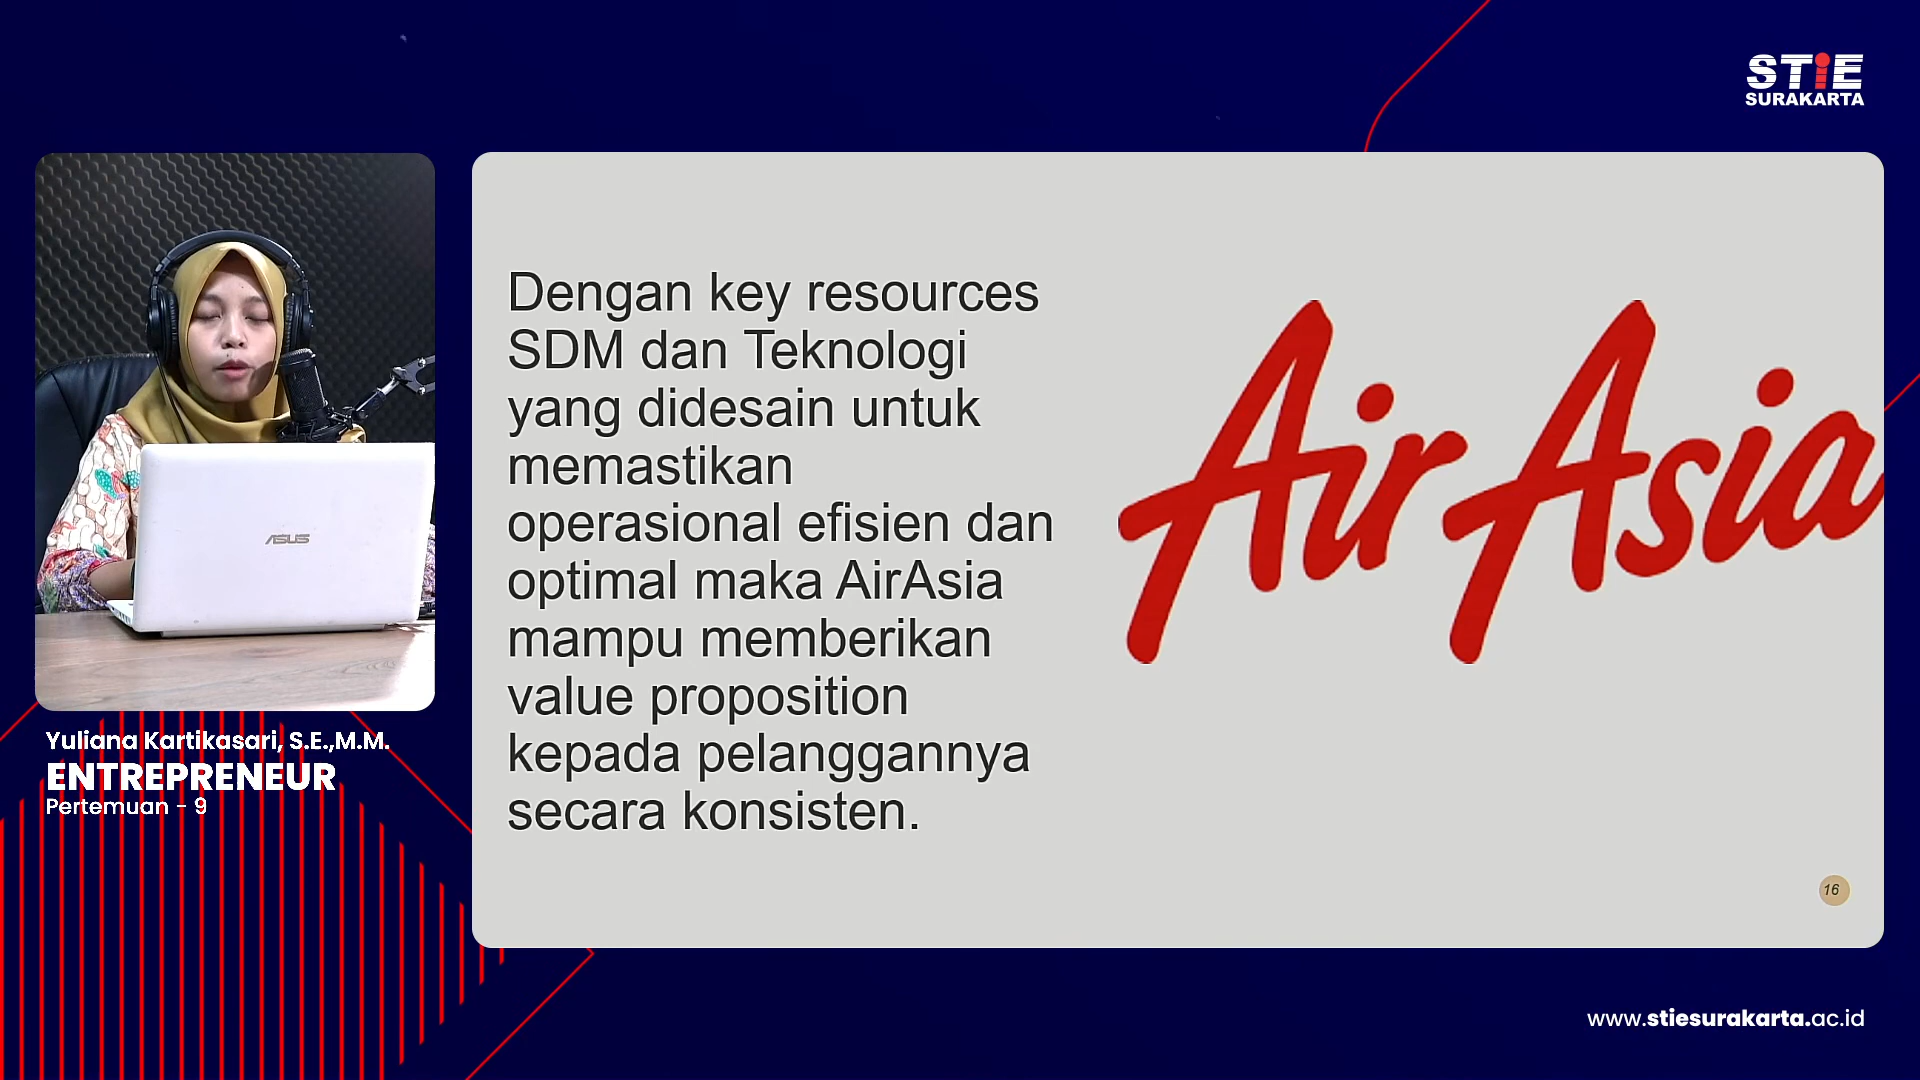 STIE
SURAKARTA
Dengan key resources
SDM dan Teknologi
yang didesain untuk
memastikan
operasional efisien dan
optimal maka AirAsia
mampu memberikan
value proposition
kepada pelanggannya
secara konsisten.
AirAsia
ASUS
Yuliana Kartikasari, S.E.,M.M.
ENTREPRENEUR
Pertemuan - 9
16
www.stiesurakarta.ac.id